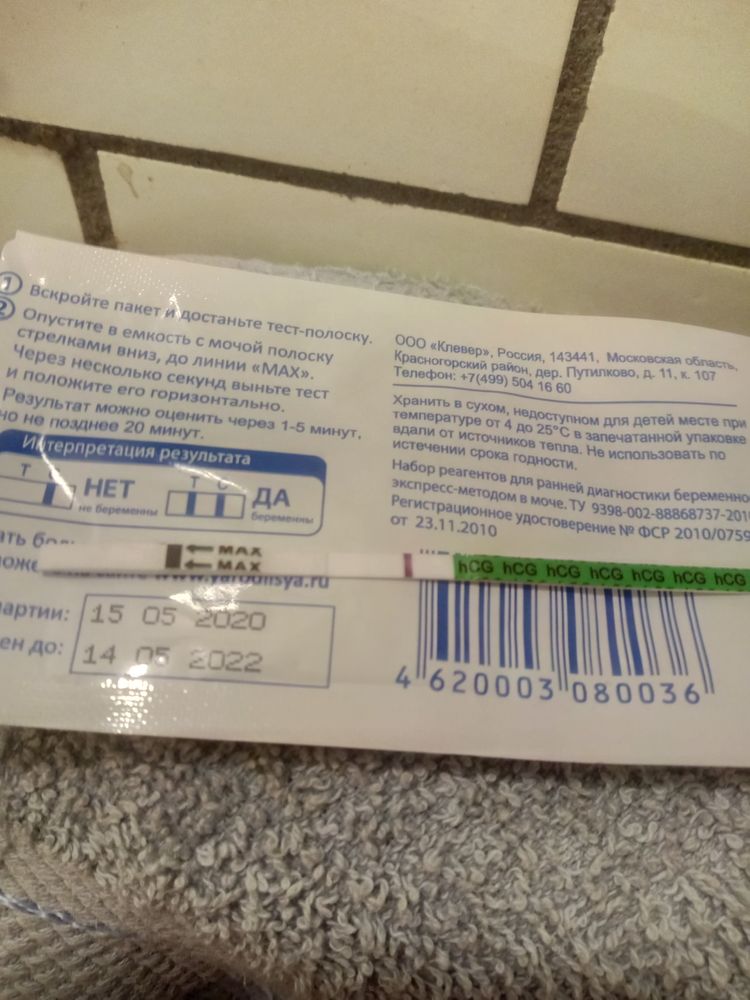 1 Вскройте пакет и достаньте тест-полоску.
2 Опустите в емкость с мочой полоску
стрелками вниз, до линии «MAX».
Через несколько секунд выньте тест
и положите его горизонтально.
Результат можно оценить через 1-5 минут,
но не позднее 20 минут.
Интерпретация результата
T C
НЕТ
не беременны
T C
ДА
беременны
www.yarodilsya.ru
артии: 15 05 2020
ен до: 14 05 2022
ООО «Клевер», Россия, 143441, Московская область,
Красногорский район, дер. Путилково, д. 11, к. 107
Телефон: +7(499) 504 16 60
Хранить в сухом, недоступном для детей месте при
температуре от 4 до 25°С в запечатанной упаковке
вдали от источников тепла. Не использовать по
истечении срока годности.
Набор реагентов для ранней диагностики беременно
экспресс-методом в моче. ТУ 9398-002-88868737-201
Регистрационное удостоверение № ФСР 2010/0759
от 23.11.2010
MAX
MAX
hCG hCG hCG hCG hCG hCG hCG
4 620003 080036